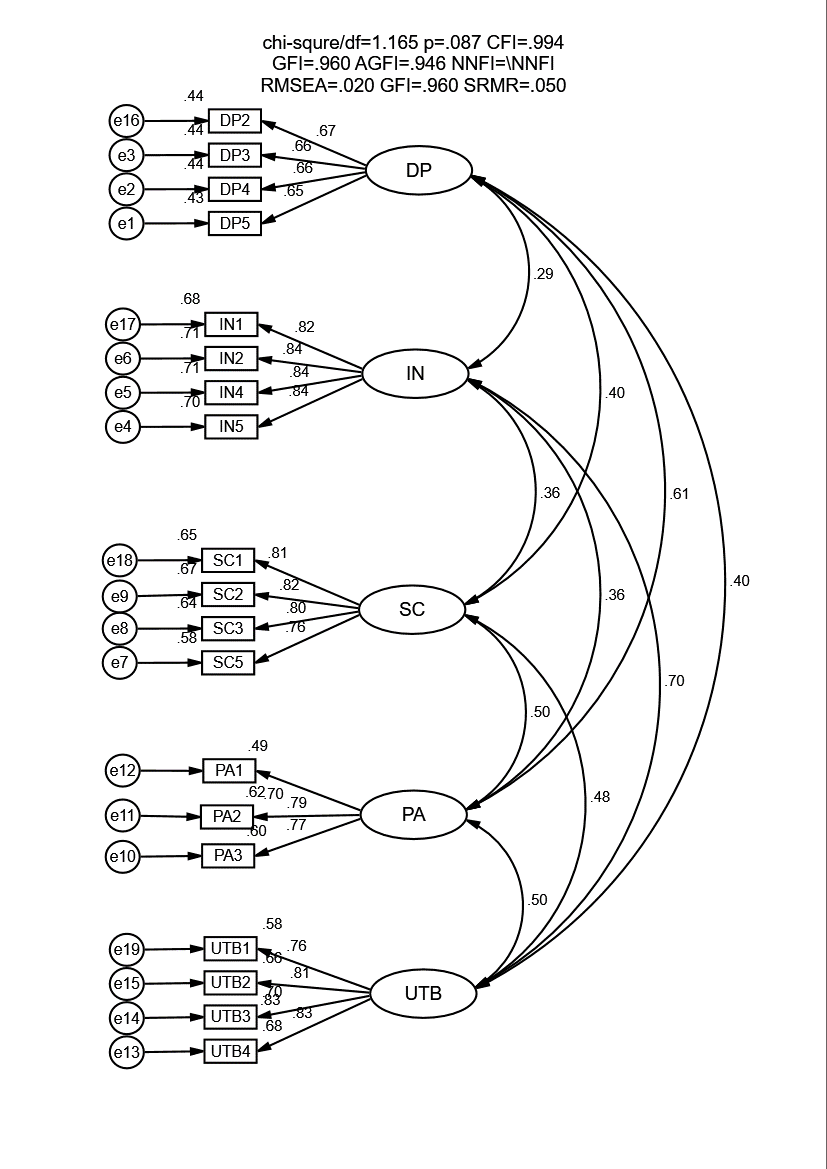 chi-squre/df=1.165 p=.087 CFI=.994
GFI=.960 AGFI=.946 NNFI=\NNFI
RMSEA=.020 GFI=.960 SRMR=.050
.44
e16 DP2 .67
.44
e3 DP3 .66 DP
.44
e2 DP4 .66
.43 .65
e1 DP5
.29
.68
e17 IN1 .82
.71
e6 IN2 .84
.71 .84 IN
e5 IN4 .84 .40
.70
e4 IN5
.36 .61
.65
e18 SC1 .81
.67
e9 SC2 .82 .40
.64 .80 .36
e8 SC3 .76 SC
.58
e7 SC5
.70
.50
.49
e12 PA1
.62 .70 .79 .48
e11 PA2 PA
.60 .77
e10 PA3
.50
.58
e19 UTB1 .76
.66
e15 UTB2 .81
.70 UTB
.83
e14 UTB3 .83
.68
e13 UTB4